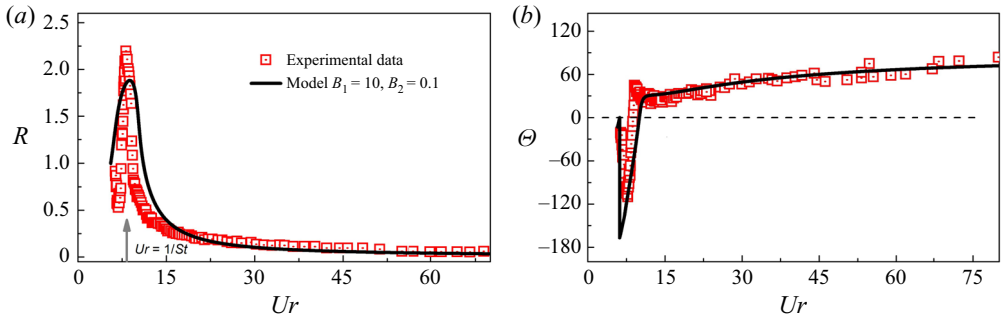 (a)
2.5
2.0
1.5
1.0
0.5
0
R
Experimental data
Model B₁ = 10, B₂ = 0.1
Ur = 1/St
0 15 30 45 60
Ur
(b)
120
60
0
−60
−120
−180
Θ
0 15 30 45 60 75
Ur